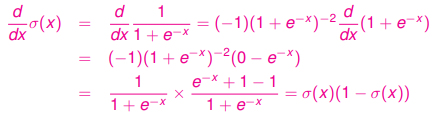 d/dx σ(x) = d/dx 1/(1 + e^{−x}) = (−1)(1 + e^{−x})^{−2} d/dx (1 + e^{−x})
= (−1)(1 + e^{−x})^{−2}(0 − e^{−x})
= 1/(1 + e^{−x}) × (e^{−x} + 1 − 1)/(1 + e^{−x}) = σ(x)(1 − σ(x))